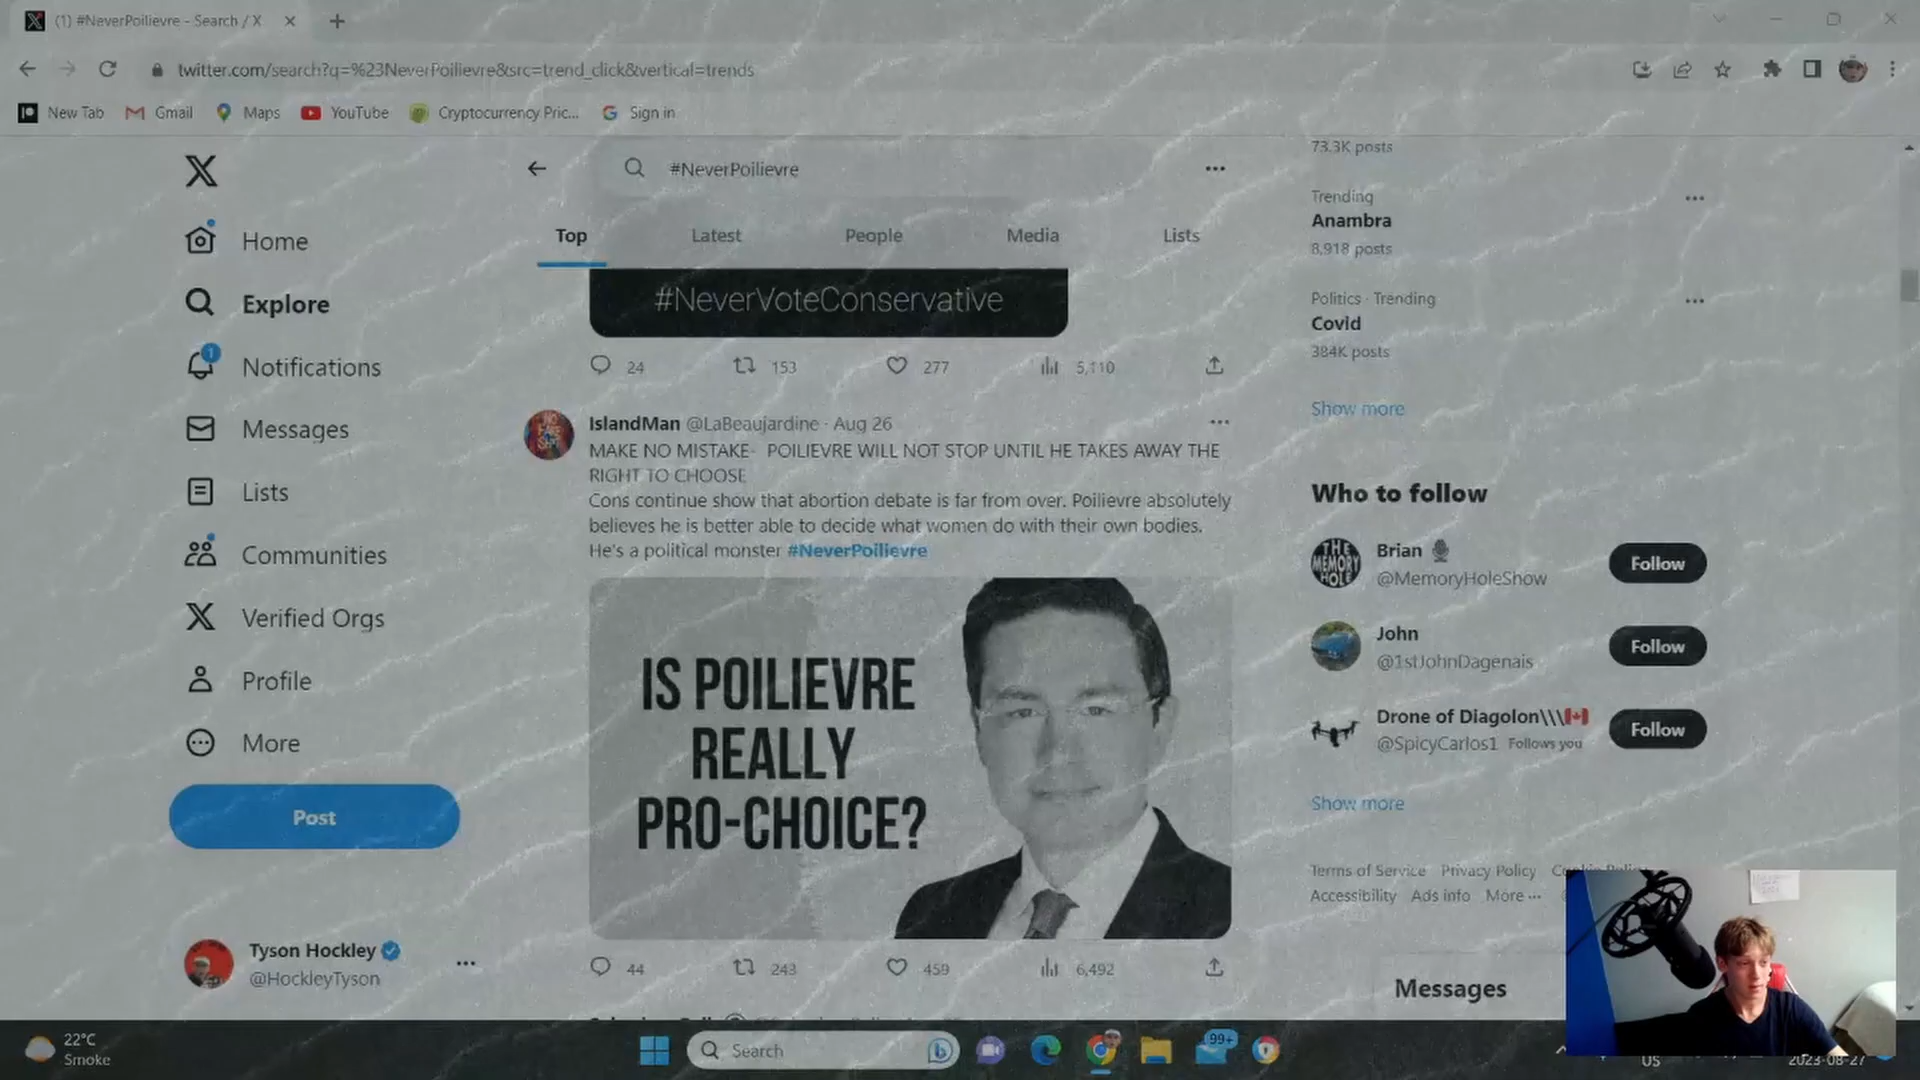 (1) #NeverPoilievre - Search / X
twitter.com/search?q=%23NeverPoilievre&src=trend_click&vertical=trends
New Tab Gmail Maps YouTube Cryptocurrency Pric... Sign in
#NeverPoilievre
Top Latest People Media Lists
Home
Explore
1
Notifications
Messages
Lists
Communities
Verified Orgs
Profile
More
Post
Tyson Hockley
@HockleyTyson
#NeverVoteConservative
24 153 277 5,110
IslandMan @LaBeaujardine · Aug 26
MAKE NO MISTAKE- POILIEVRE WILL NOT STOP UNTIL HE TAKES AWAY THE
RIGHT TO CHOOSE
Cons continue show that abortion debate is far from over. Poilievre absolutely
believes he is better able to decide what women do with their own bodies.
He's a political monster #NeverPoilievre
IS POILIEVRE
REALLY
PRO-CHOICE?
44 243 459 6,492
73.3K posts
Trending
Anambra
8,918 posts
Politics · Trending
Covid
384K posts
Show more
Who to follow
THE
MEMORY
HOLE
Brian
@MemoryHoleShow
Follow
John
@1stJohnDagenais
Follow
Drone of Diagolon\\\
@SpicyCarlos1 Follows you
Follow
Show more
Terms of Service Privacy Policy Cookie Policy
Accessibility Ads info More ···
Messages
22°C
Smoke
Search
99+
US
2023-08-27